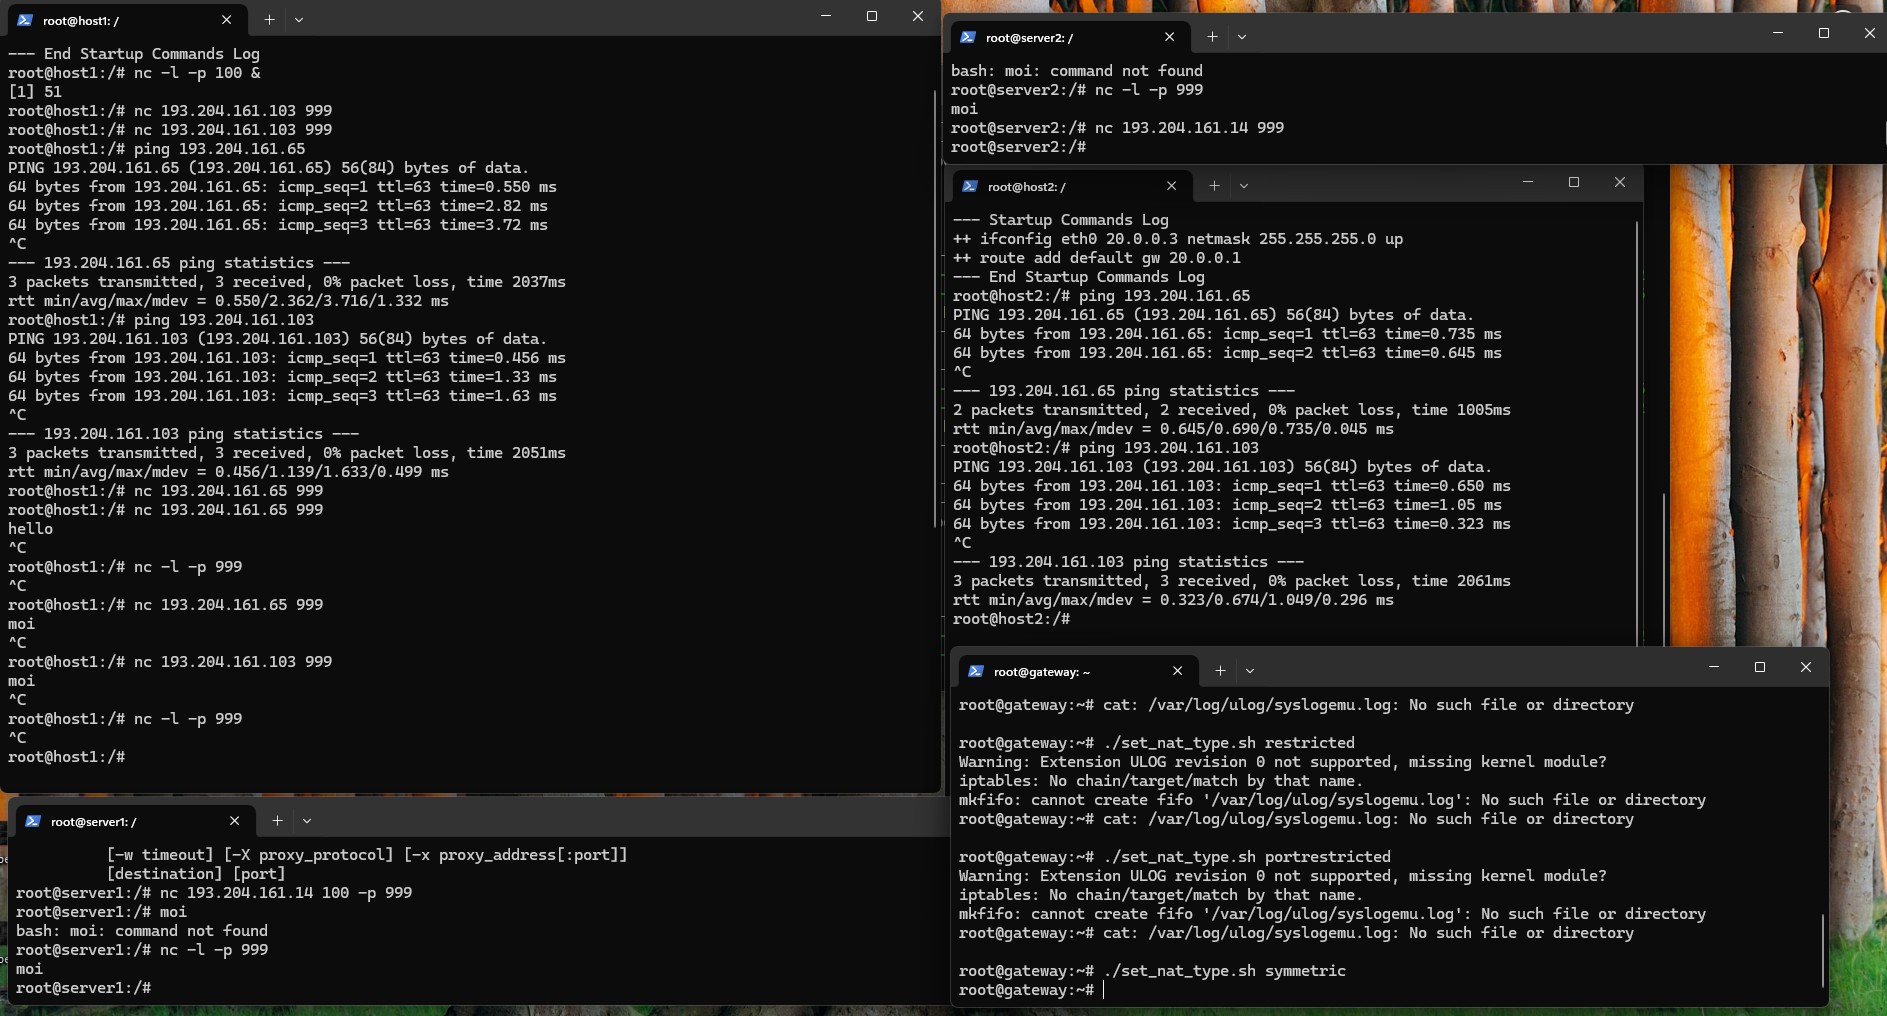 root@host1: /
--- End Startup Commands Log
root@host1:/# nc -l -p 100 &
[1] 51
root@host1:/# nc 193.204.161.103 999
root@host1:/# nc 193.204.161.103 999
root@host1:/# ping 193.204.161.65
PING 193.204.161.65 (193.204.161.65) 56(84) bytes of data.
64 bytes from 193.204.161.65: icmp_seq=1 ttl=63 time=0.550 ms
64 bytes from 193.204.161.65: icmp_seq=2 ttl=63 time=2.82 ms
64 bytes from 193.204.161.65: icmp_seq=3 ttl=63 time=3.72 ms
^C
--- 193.204.161.65 ping statistics ---
3 packets transmitted, 3 received, 0% packet loss, time 2037ms
rtt min/avg/max/mdev = 0.550/2.362/3.716/1.332 ms
root@host1:/# ping 193.204.161.103
PING 193.204.161.103 (193.204.161.103) 56(84) bytes of data.
64 bytes from 193.204.161.103: icmp_seq=1 ttl=63 time=0.456 ms
64 bytes from 193.204.161.103: icmp_seq=2 ttl=63 time=1.33 ms
64 bytes from 193.204.161.103: icmp_seq=3 ttl=63 time=1.63 ms
^C
--- 193.204.161.103 ping statistics ---
3 packets transmitted, 3 received, 0% packet loss, time 2051ms
rtt min/avg/max/mdev = 0.456/1.139/1.633/0.499 ms
root@host1:/# nc 193.204.161.65 999
root@host1:/# nc 193.204.161.65 999
hello
^C
root@host1:/# nc -l -p 999
^C
root@host1:/# nc 193.204.161.65 999
moi
^C
root@host1:/# nc 193.204.161.103 999
moi
^C
root@host1:/# nc -l -p 999
^C
root@host1:/#
root@server1: /
[-w timeout] [-X proxy_protocol] [-x proxy_address[:port]]
[destination] [port]
root@server1:/# nc 193.204.161.14 100 -p 999
root@server1:/# moi
bash: moi: command not found
root@server1:/# nc -l -p 999
moi
root@server1:/#
root@server2: /
bash: moi: command not found
root@server2:/# nc -l -p 999
moi
root@server2:/# nc 193.204.161.14 999
root@server2:/#
root@host2: /
--- Startup Commands Log
++ ifconfig eth0 20.0.0.3 netmask 255.255.255.0 up
++ route add default gw 20.0.0.1
--- End Startup Commands Log
root@host2:/# ping 193.204.161.65
PING 193.204.161.65 (193.204.161.65) 56(84) bytes of data.
64 bytes from 193.204.161.65: icmp_seq=1 ttl=63 time=0.735 ms
64 bytes from 193.204.161.65: icmp_seq=2 ttl=63 time=0.645 ms
^C
--- 193.204.161.65 ping statistics ---
2 packets transmitted, 2 received, 0% packet loss, time 1005ms
rtt min/avg/max/mdev = 0.645/0.690/0.735/0.045 ms
root@host2:/# ping 193.204.161.103
PING 193.204.161.103 (193.204.161.103) 56(84) bytes of data.
64 bytes from 193.204.161.103: icmp_seq=1 ttl=63 time=0.650 ms
64 bytes from 193.204.161.103: icmp_seq=2 ttl=63 time=1.05 ms
64 bytes from 193.204.161.103: icmp_seq=3 ttl=63 time=0.323 ms
^C
--- 193.204.161.103 ping statistics ---
3 packets transmitted, 3 received, 0% packet loss, time 2061ms
rtt min/avg/max/mdev = 0.323/0.674/1.049/0.296 ms
root@host2:/#
root@gateway: ~
root@gateway:~# cat: /var/log/ulog/syslogemu.log: No such file or directory
root@gateway:~# ./set_nat_type.sh restricted
Warning: Extension ULOG revision 0 not supported, missing kernel module?
iptables: No chain/target/match by that name.
mkfifo: cannot create fifo '/var/log/ulog/syslogemu.log': No such file or directory
root@gateway:~# cat: /var/log/ulog/syslogemu.log: No such file or directory
root@gateway:~# ./set_nat_type.sh portrestricted
Warning: Extension ULOG revision 0 not supported, missing kernel module?
iptables: No chain/target/match by that name.
mkfifo: cannot create fifo '/var/log/ulog/syslogemu.log': No such file or directory
root@gateway:~# cat: /var/log/ulog/syslogemu.log: No such file or directory
root@gateway:~# ./set_nat_type.sh symmetric
root@gateway:~#